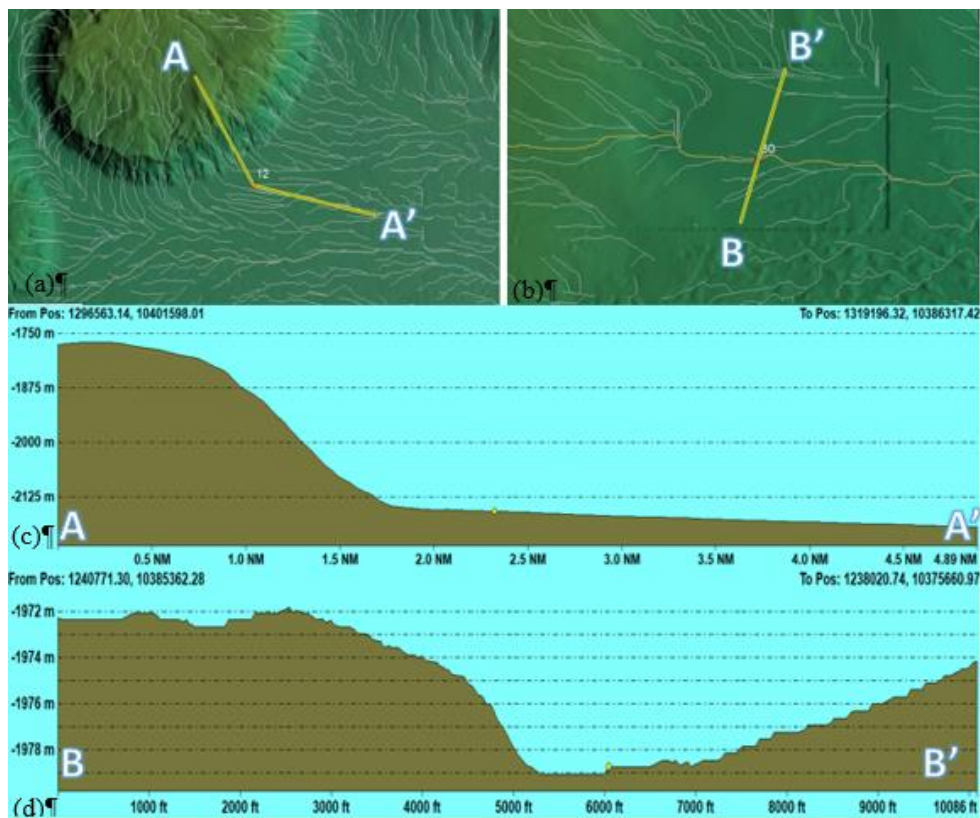 A
12
A’
(a)¶
B’
30
B
(b)¶
From Pos: 1296563.14, 10401598.01 To Pos: 1319196.32, 10386317.42
-1750 m
-1875 m
-2000 m
-2125 m
(c)¶ A A’
0.5 NM 1.0 NM 1.5 NM 2.0 NM 2.5 NM 3.0 NM 3.5 NM 4.0 NM 4.5 NM 4.89 NM
From Pos: 1240771.30, 10385362.28 To Pos: 1238020.74, 10375660.97
-1972 m
-1974 m
-1976 m
-1978 m
B B’
(d)¶ 1000 ft 2000 ft 3000 ft 4000 ft 5000 ft 6000 ft 7000 ft 8000 ft 9000 ft 10086 ft